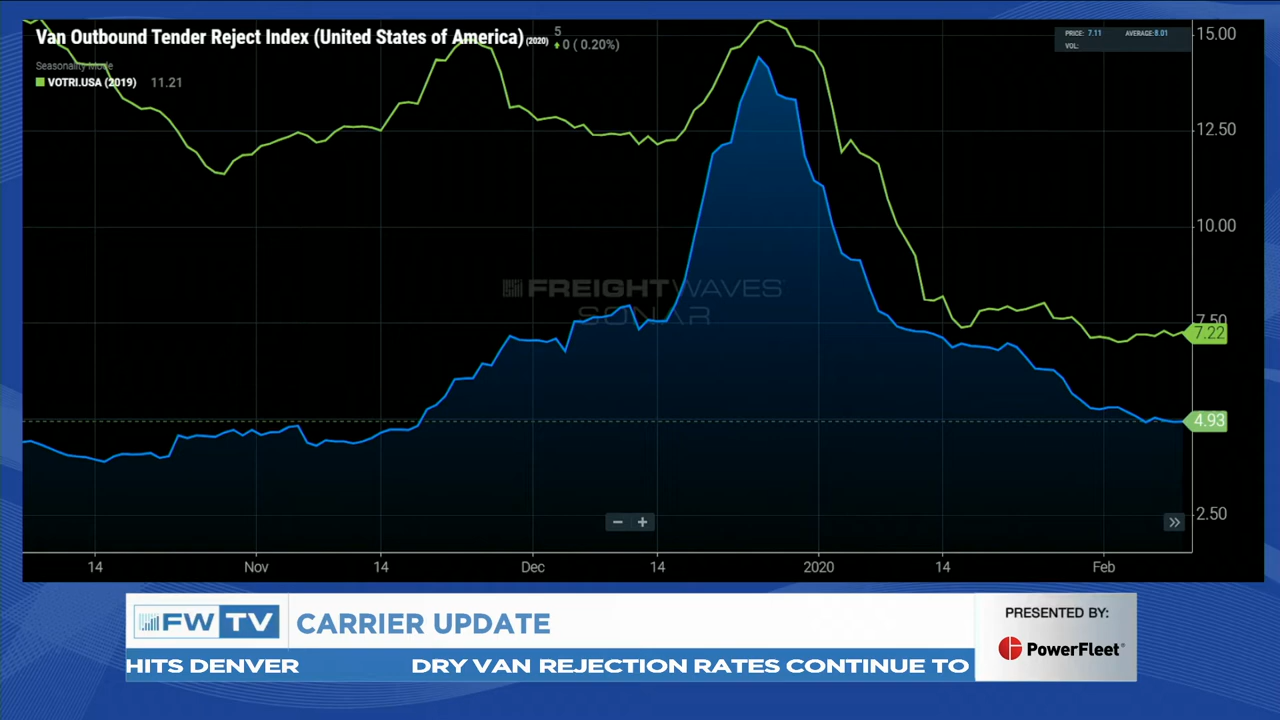 Van Outbound Tender Reject Index (United States of America) (2020)
5
0 ( 0.20%)
Seasonality Mode
VOTRI.USA (2019) 11.21
PRICE: 7.11 AVERAGE:8.01
VOL:
15.00
12.50
10.00
7.50
7.22
4.93
2.50
FREIGHTWAVES
SONAR
− +
»
14 Nov 14 Dec 14 2020 14 Feb
FWTV
CARRIER UPDATE
HITS DENVER DRY VAN REJECTION RATES CONTINUE TO
PRESENTED BY:
PowerFleet®